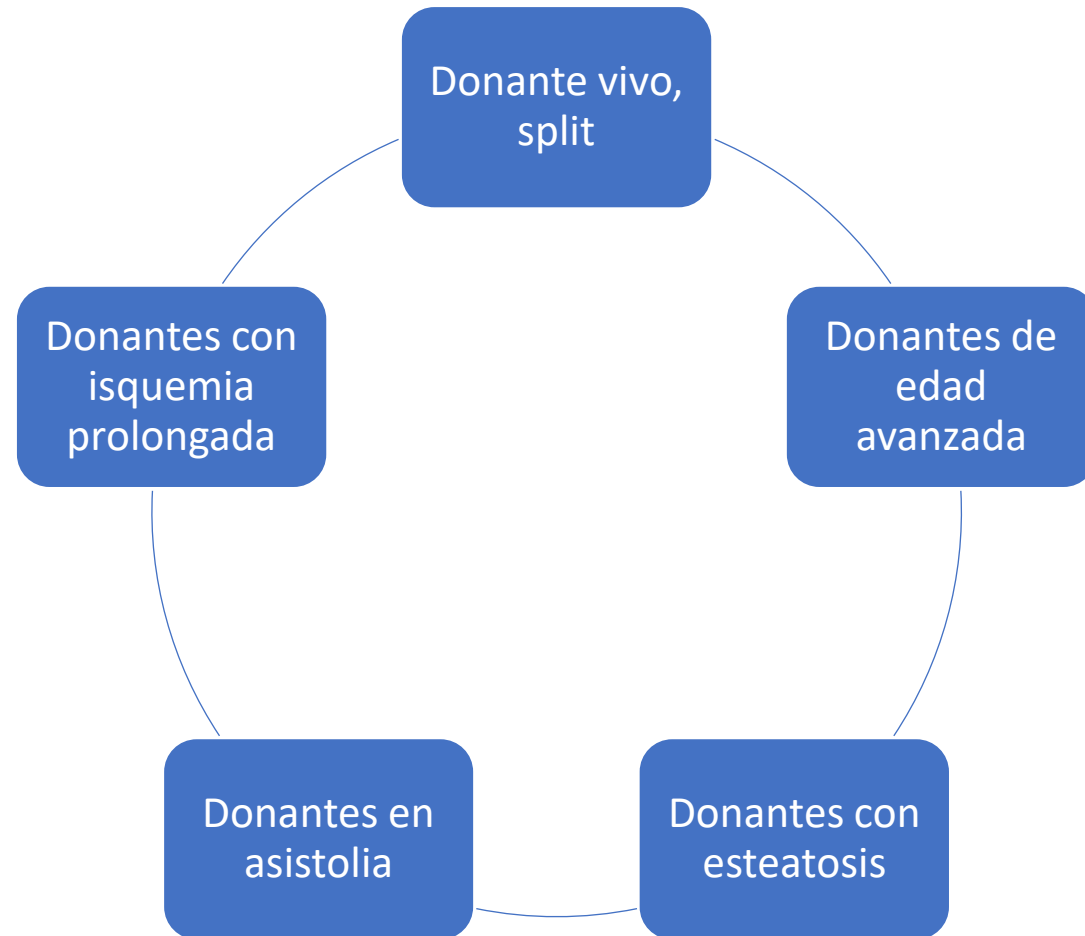 Donante vivo,
split
Donantes de
edad
avanzada
Donantes con
esteatosis
Donantes en
asistolia
Donantes con
isquemia
prolongada